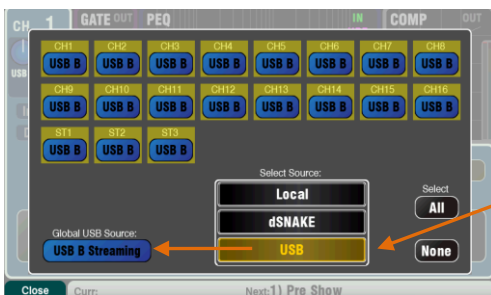 CH 1 GATE OUT PEQ IN COMP OUT
CH1 CH2 CH3 CH4 CH5 CH6 CH7 CH8
USB B USB B USB B USB B USB B USB B USB B USB B
CH9 CH10 CH11 CH12 CH13 CH14 CH15 CH16
USB B USB B USB B USB B USB B USB B USB B USB B
ST1 ST2 ST3
USB B USB B USB B
Select Source:
Local
dSNAKE
USB
Select
All
None
Global USB Source:
USB B Streaming
Close Curr: Next:1) Pre Show